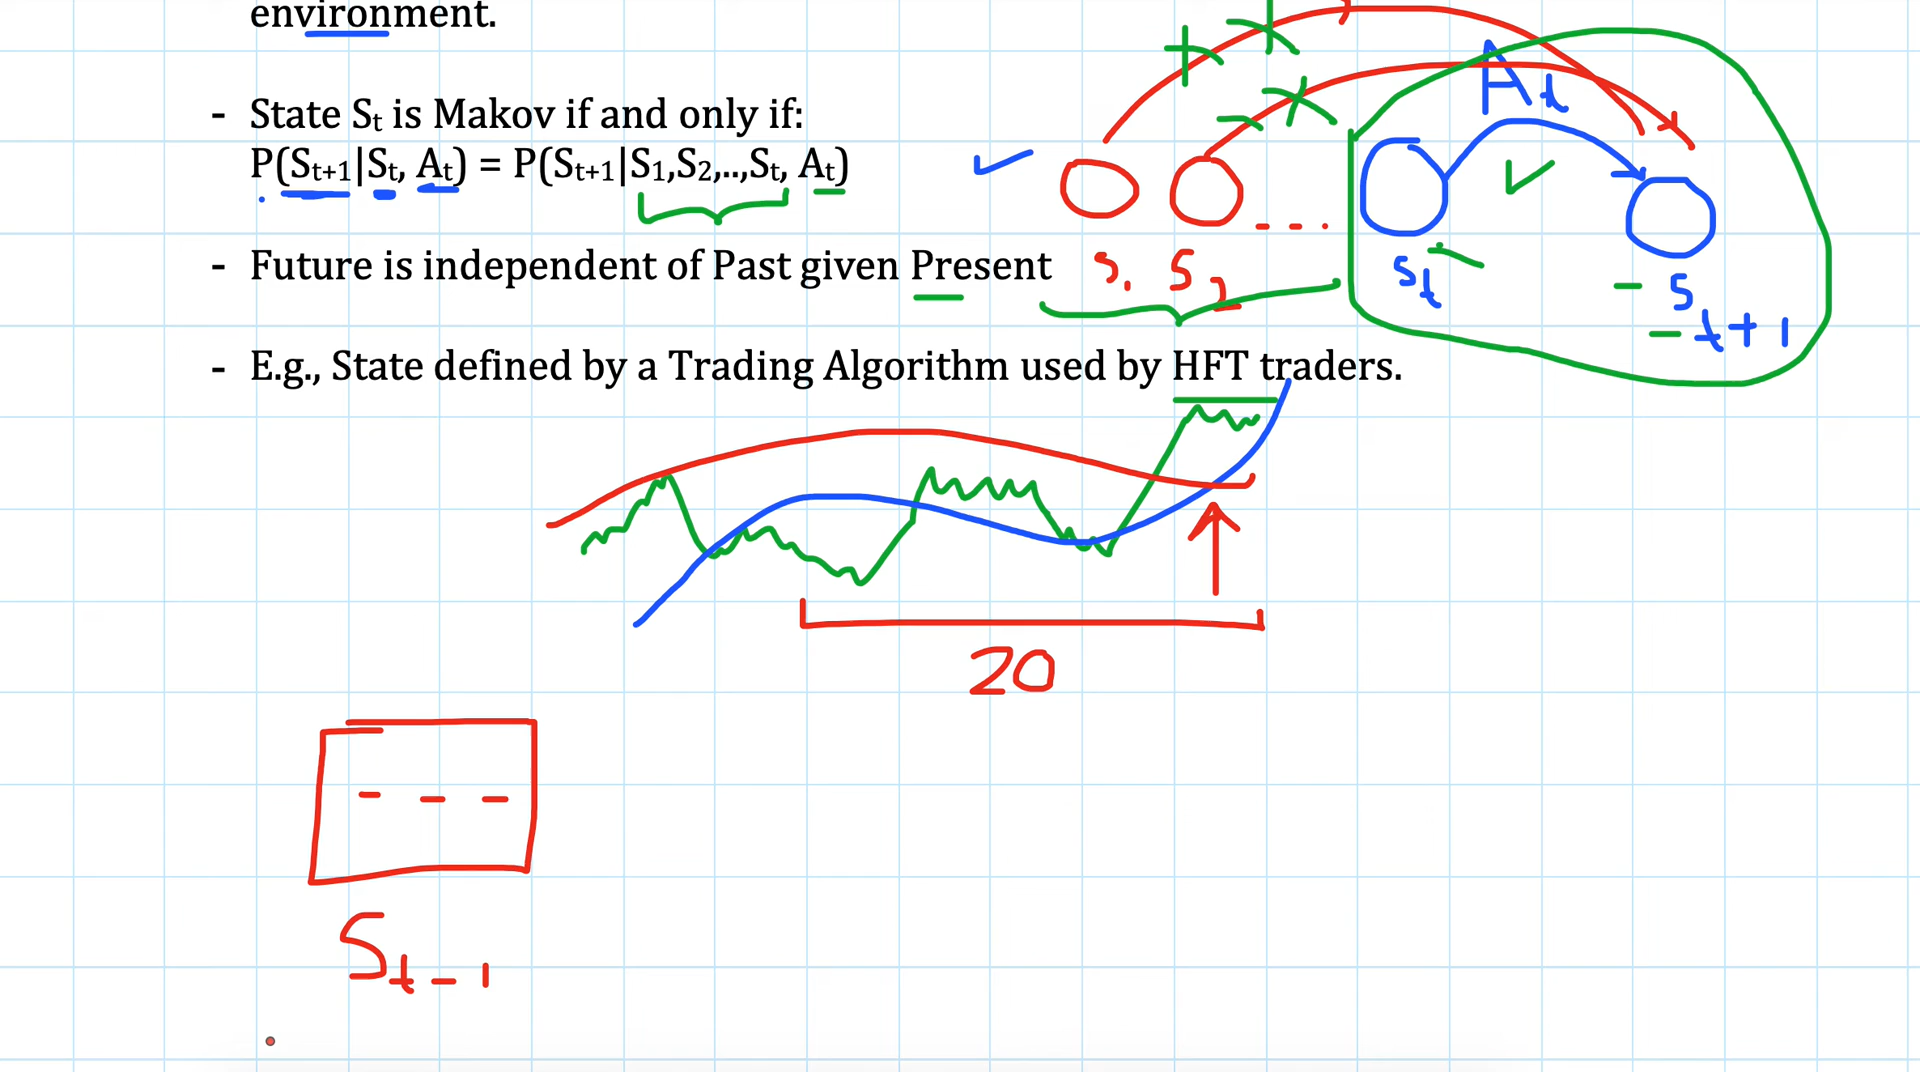 environment.
- State Sₜ is Makov if and only if:
P(Sₜ₊₁|Sₜ, Aₜ) = P(Sₜ₊₁|S₁,S₂,..,Sₜ, Aₜ)
- Future is independent of Past given Present
- E.g., State defined by a Trading Algorithm used by HFT traders.
At
S₁ S₂ .... Sₜ Sₜ₊₁
20
Sₜ₋₁